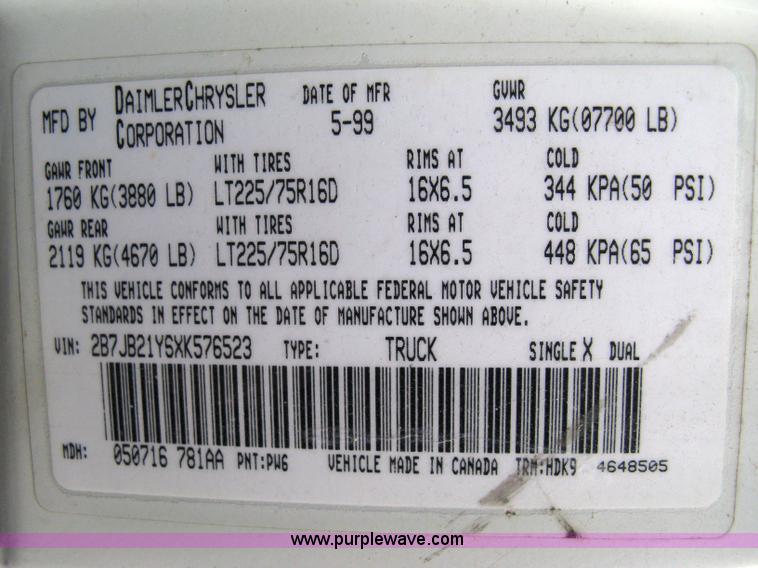 MFD BY DAIMLERCHRYSLER CORPORATION DATE OF MFR 5-99 GVWR 3493 KG(07700 LB)
GAWR FRONT WITH TIRES RIMS AT COLD
1760 KG(3880 LB) LT225/75R16D 16X6.5 344 KPA(50 PSI)
GAWR REAR WITH TIRES RIMS AT COLD
2119 KG(4670 LB) LT225/75R16D 16X6.5 448 KPA(65 PSI)
THIS VEHICLE CONFORMS TO ALL APPLICABLE FEDERAL MOTOR VEHICLE SAFETY
STANDARDS IN EFFECT ON THE DATE OF MANUFACTURE SHOWN ABOVE.
VIN: 2B7JB21Y6XK576523 TYPE: TRUCK SINGLE X DUAL
MDH: 050716 781AA PNT:PW6 VEHICLE MADE IN CANADA TRM:HDK9 4648505
www.purplewave.com